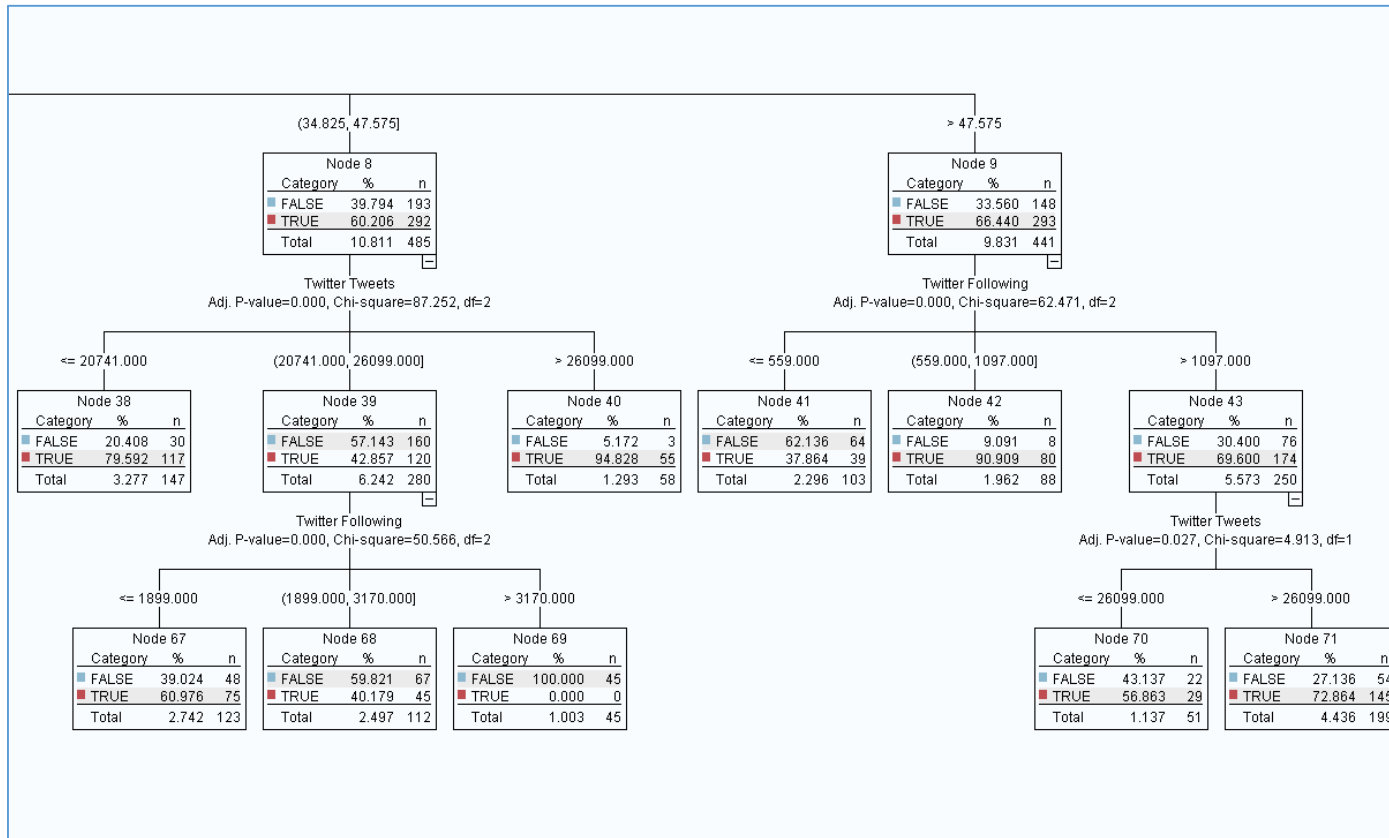 (34.825, 47.575]
> 47.575
Node 8
Category % n
FALSE 39.794 193
TRUE 60.206 292
Total 10.811 485
Node 9
Category % n
FALSE 33.560 148
TRUE 66.440 293
Total 9.831 441
Twitter Tweets
Adj. P-value=0.000, Chi-square=87.252, df=2
Twitter Following
Adj. P-value=0.000, Chi-square=62.471, df=2
<= 20741.000
(20741.000, 26099.000]
> 26099.000
<= 559.000
(559.000, 1097.000]
> 1097.000
Node 38
Category % n
FALSE 20.408 30
TRUE 79.592 117
Total 3.277 147
Node 39
Category % n
FALSE 57.143 160
TRUE 42.857 120
Total 6.242 280
Node 40
Category % n
FALSE 5.172 3
TRUE 94.828 55
Total 1.293 58
Node 41
Category % n
FALSE 62.136 64
TRUE 37.864 39
Total 2.296 103
Node 42
Category % n
FALSE 9.091 8
TRUE 90.909 80
Total 1.962 88
Node 43
Category % n
FALSE 30.400 76
TRUE 69.600 174
Total 5.573 250
Twitter Following
Adj. P-value=0.000, Chi-square=50.566, df=2
Twitter Tweets
Adj. P-value=0.027, Chi-square=4.913, df=1
<= 1899.000
(1899.000, 3170.000]
> 3170.000
<= 26099.000
> 26099.000
Node 67
Category % n
FALSE 39.024 48
TRUE 60.976 75
Total 2.742 123
Node 68
Category % n
FALSE 59.821 67
TRUE 40.179 45
Total 2.497 112
Node 69
Category % n
FALSE 100.000 45
TRUE 0.000 0
Total 1.003 45
Node 70
Category % n
FALSE 43.137 22
TRUE 56.863 29
Total 1.137 51
Node 71
Category % n
FALSE 27.136 54
TRUE 72.864 145
Total 4.436 199